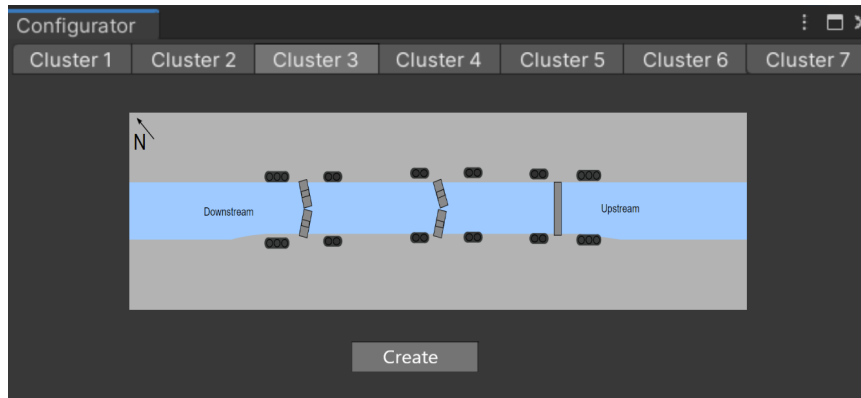 Configurator
Cluster 1 Cluster 2 Cluster 3 Cluster 4 Cluster 5 Cluster 6 Cluster 7
N
Downstream Upstream
Create